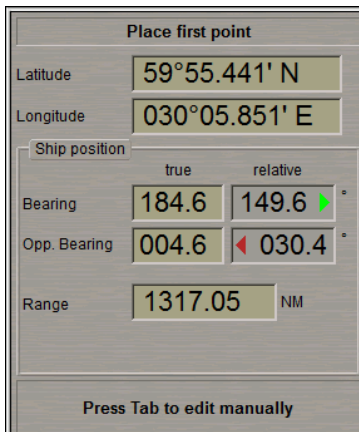 Place first point
Latitude 59°55.441' N
Longitude 030°05.851' E
Ship position
true relative
Bearing 184.6 149.6 °
Opp. Bearing 004.6 030.4 °
Range 1317.05 NM
Press Tab to edit manually